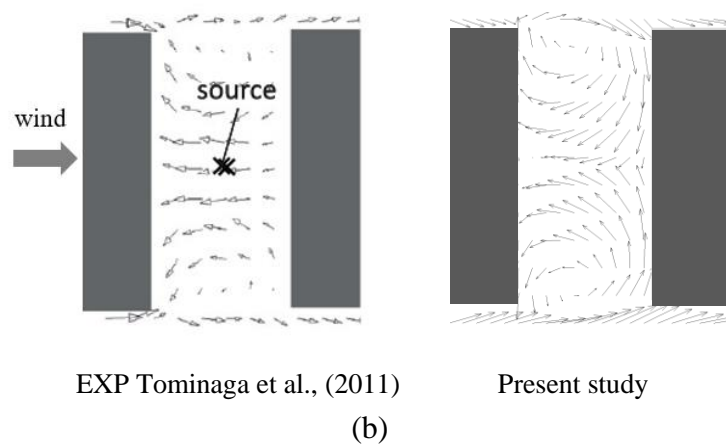 source
wind
EXP Tominaga et al., (2011)
Present study
(b)